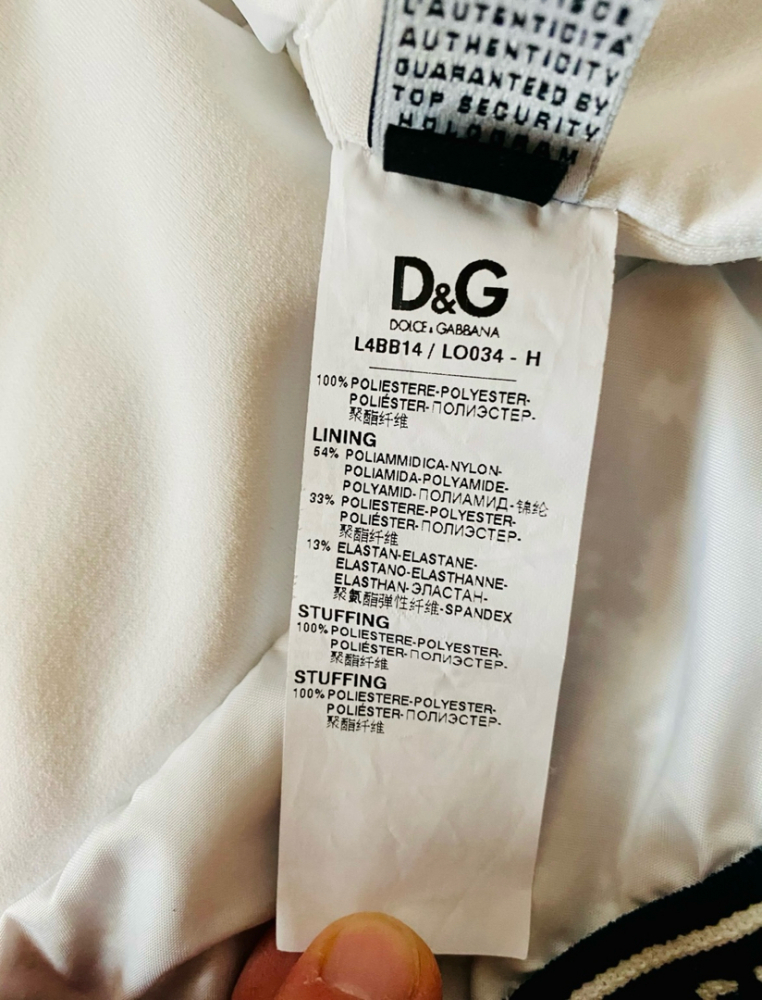 L'AUTENTICITA'
AUTHENTICITY
GUARANTEED BY
TOP SECURITY
HOLOGRAM
D&G
DOLCE & GABBANA
L4BB14 / LO034 - H
100% POLIESTERE-POLYESTER-
POLIÉSTER-ПОЛИЭСТЕР-
聚酯纤维
LINING
54% POLIAMMIDICA-NYLON-
POLIAMIDA-POLYAMIDE-
POLYAMID-ПОЛИАМИД-锦纶
33% POLIESTERE-POLYESTER-
POLIÉSTER-ПОЛИЭСТЕР-
聚酯纤维
13% ELASTAN-ELASTANE-
ELASTANO-ELASTHANNE-
ELASTHAN-ЭЛАСТАН-
聚氨酯弹性纤维-SPANDEX
STUFFING
100% POLIESTERE-POLYESTER-
POLIÉSTER-ПОЛИЭСТЕР-
聚酯纤维
STUFFING
100% POLIESTERE-POLYESTER-
POLIÉSTER-ПОЛИЭСТЕР-
聚酯纤维